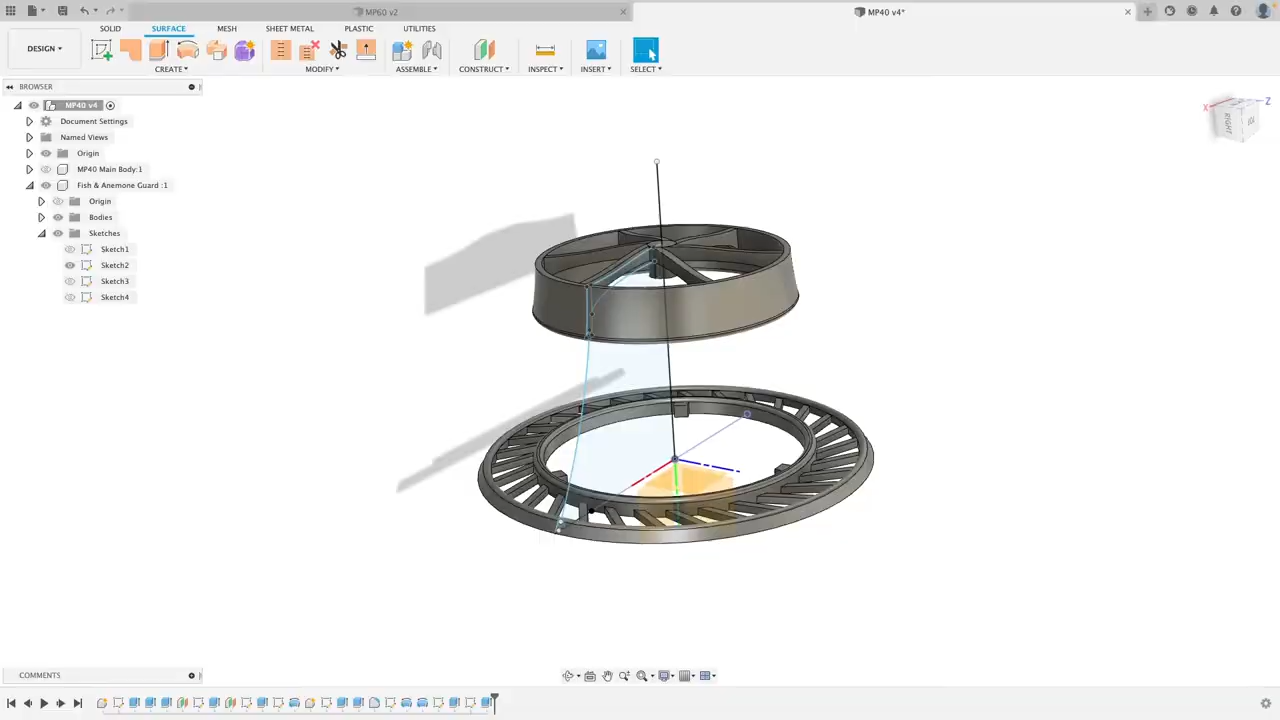 MP60 v2
MP40 v4*
SOLID
SURFACE
MESH
SHEET METAL
PLASTIC
UTILITIES
DESIGN
CREATE
MODIFY
ASSEMBLE
CONSTRUCT
INSPECT
INSERT
SELECT
BROWSER
MP40 v4
Document Settings
Named Views
Origin
MP40 Main Body:1
Fish & Anemone Guard :1
Origin
Bodies
Sketches
Sketch1
Sketch2
Sketch3
Sketch4
X
Z
RIGHT
COMMENTS